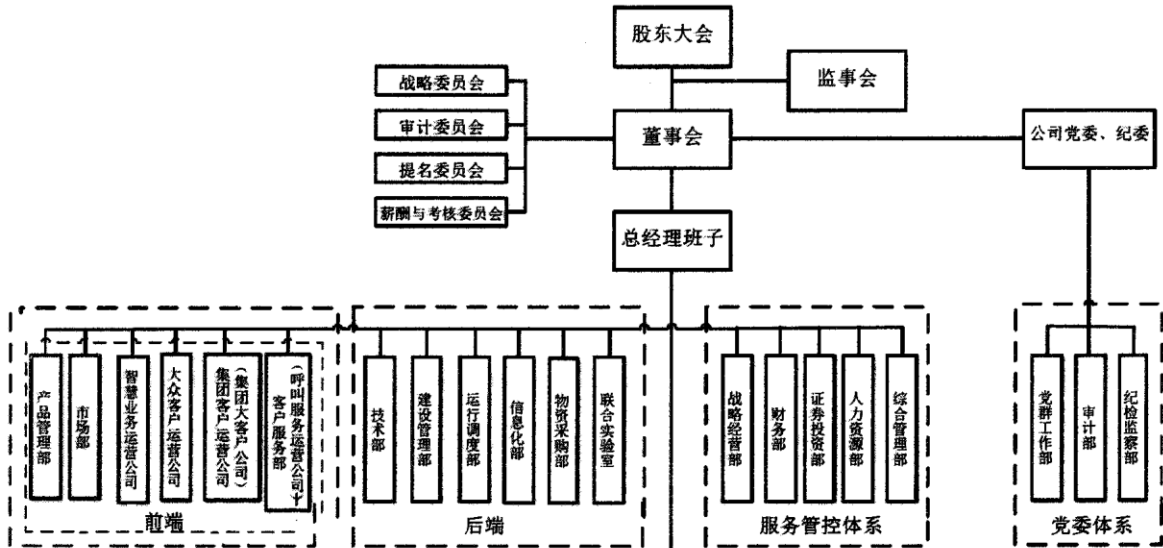 股东大会
监事会
战略委员会
审计委员会
提名委员会
薪酬与考核委员会
董事会
公司党委、纪委
总经理班子
产品管理部
市场部
智慧业务运营公司
大众客户运营公司
集团客户运营公司
（集团大客户公司）
客户服务部
（呼叫服务运营公司）
技术部
建设管理部
运行调度部
信息化部
物资采购部
联合实验室
战略经营部
财务部
证券投资部
人力资源部
综合管理部
党群工作部
审计部
纪检监察部
前端
后端
服务管控体系
党委体系